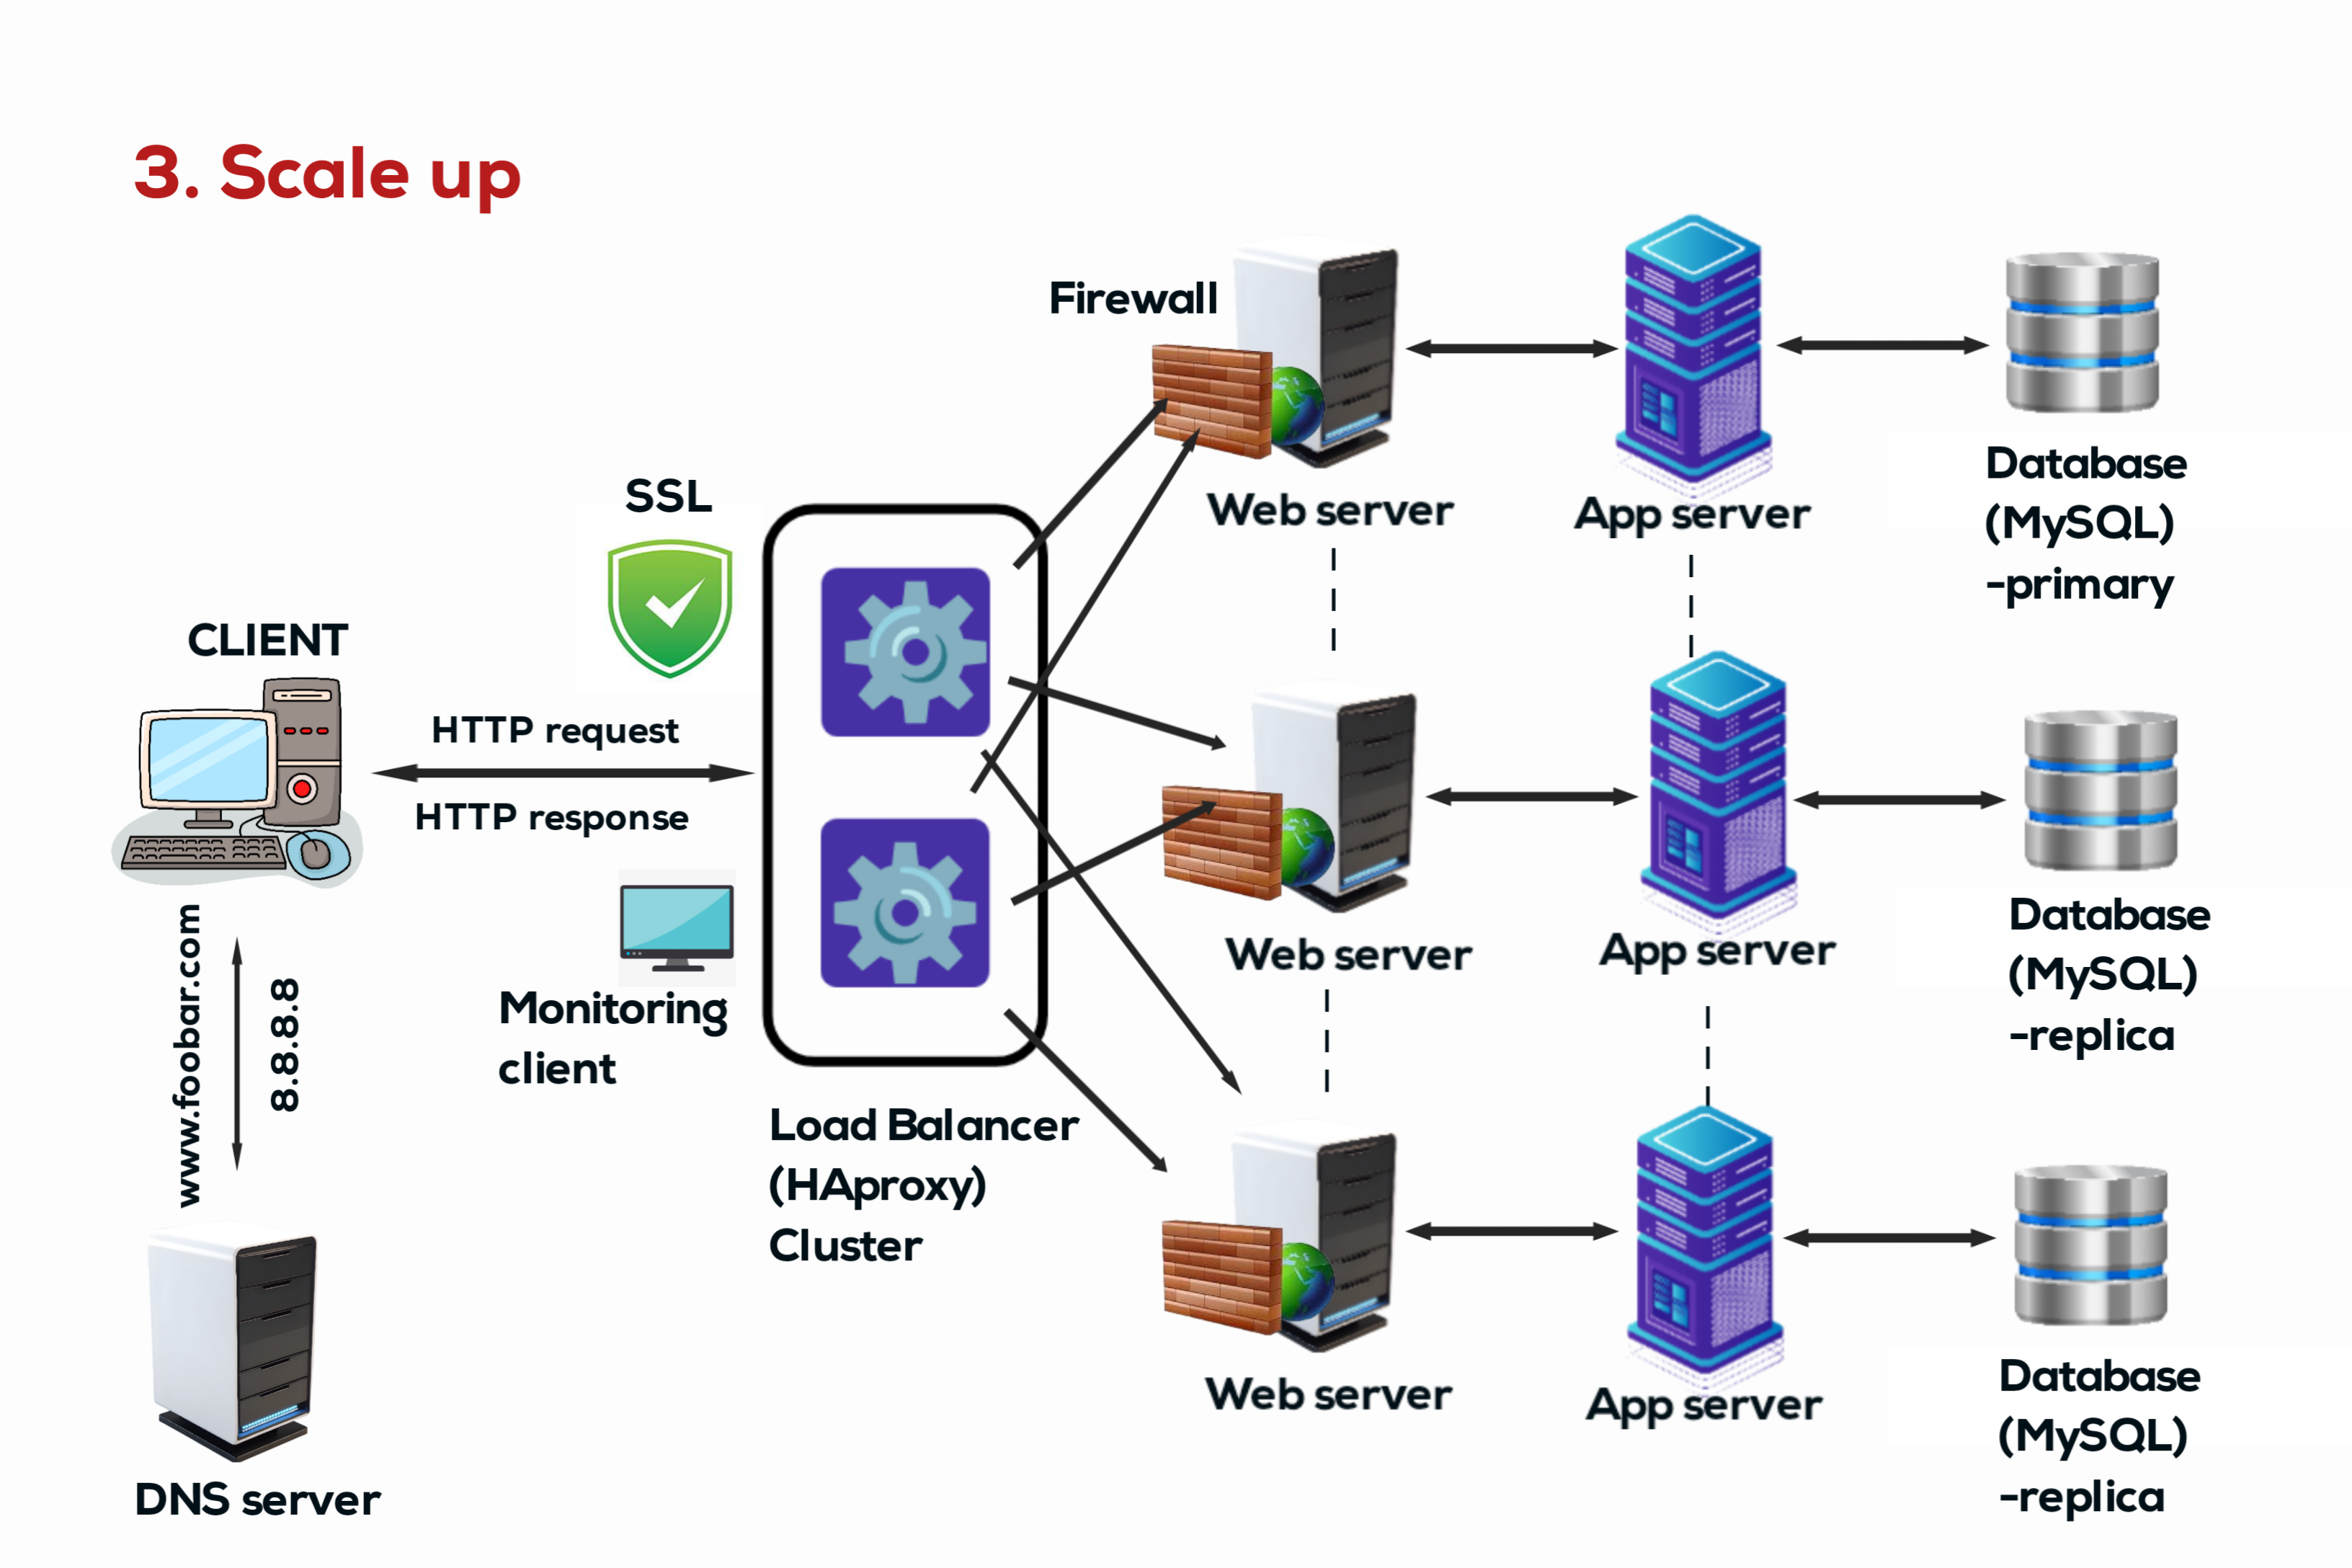 3. Scale up
Firewall
Web server
App server
Database
(MySQL)
-primary
SSL
CLIENT
HTTP request
HTTP response
Monitoring
client
www.foobar.com
8.8.8.8
DNS server
Load Balancer
(HAproxy)
Cluster
Web server
App server
Database
(MySQL)
-replica
Web server
App server
Database
(MySQL)
-replica